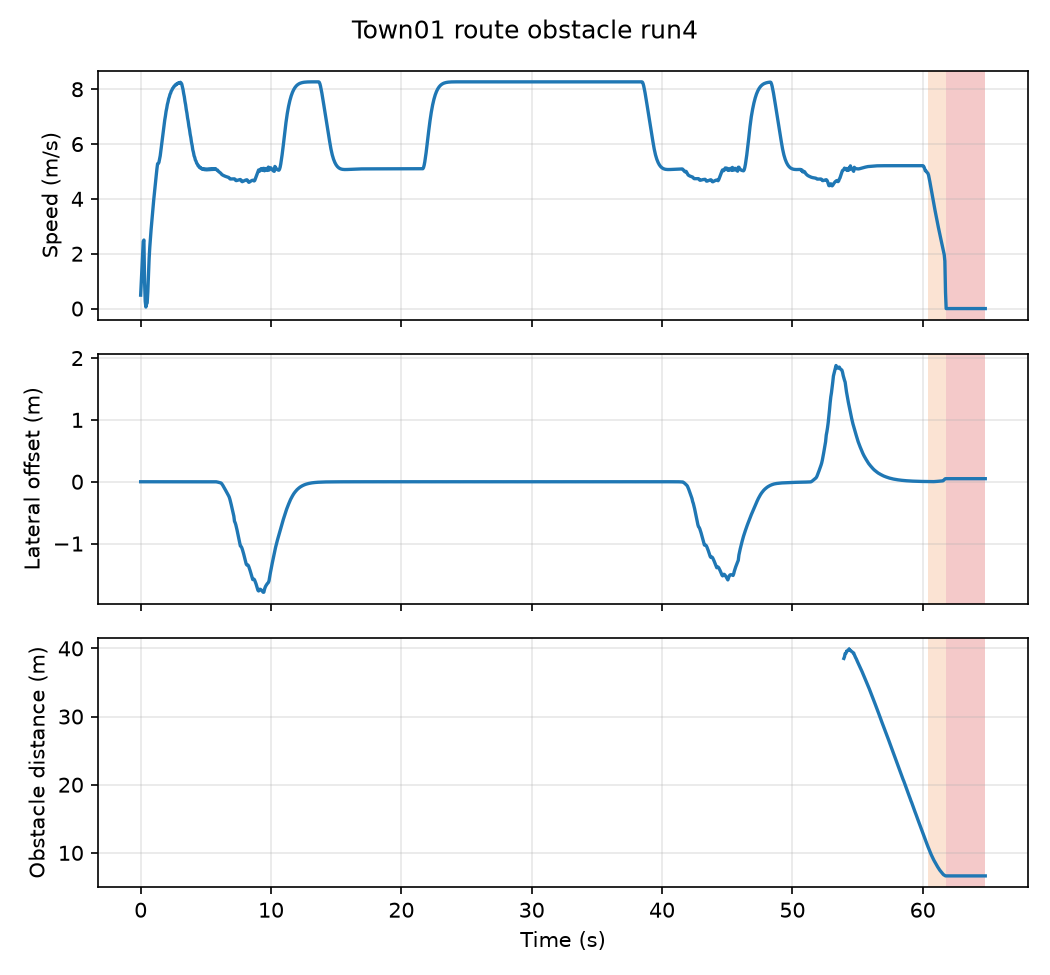 Town01 route obstacle run4
Speed (m/s)
8
6
4
2
0
Lateral offset (m)
2
1
0
−1
Obstacle distance (m)
40
30
20
10
0 10 20 30 40 50 60
Time (s)